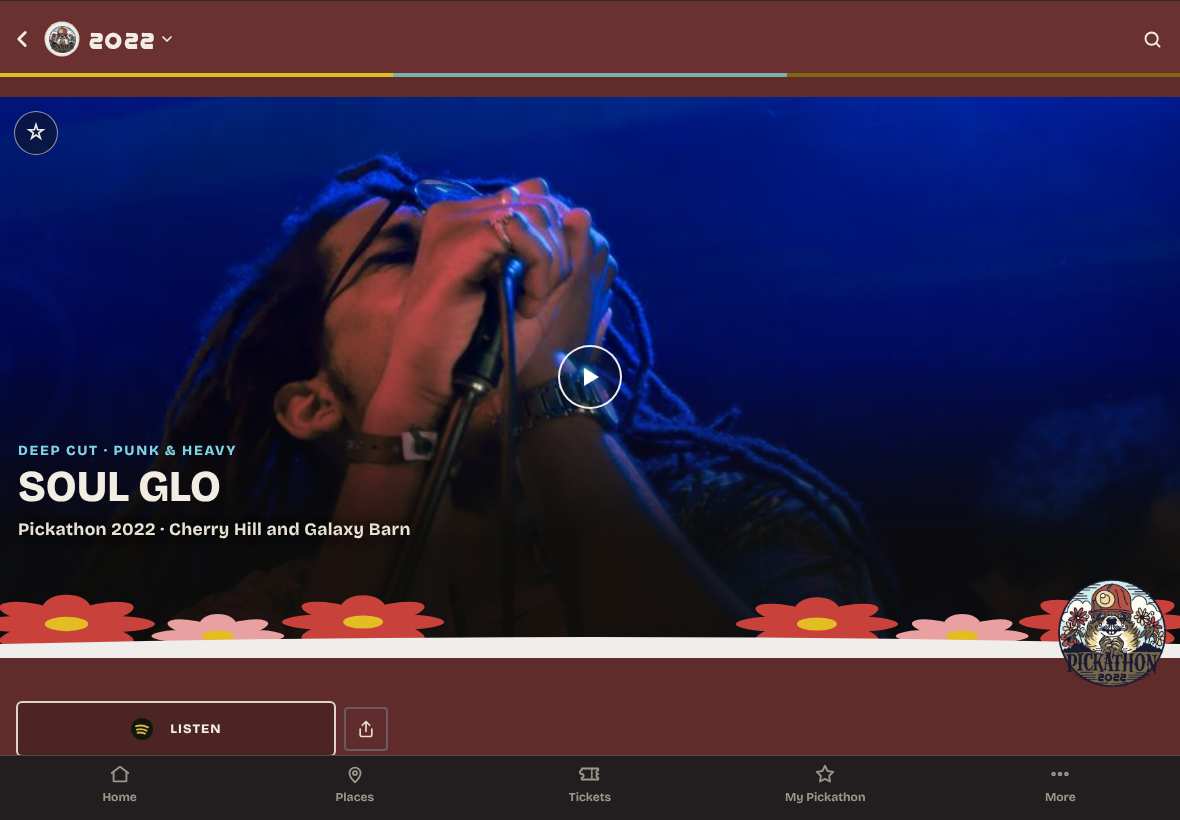 2022
DEEP CUT · PUNK & HEAVY
SOUL GLO
Pickathon 2022 · Cherry Hill and Galaxy Barn
PICKATHON
2022
LISTEN
Home
Places
Tickets
My Pickathon
More